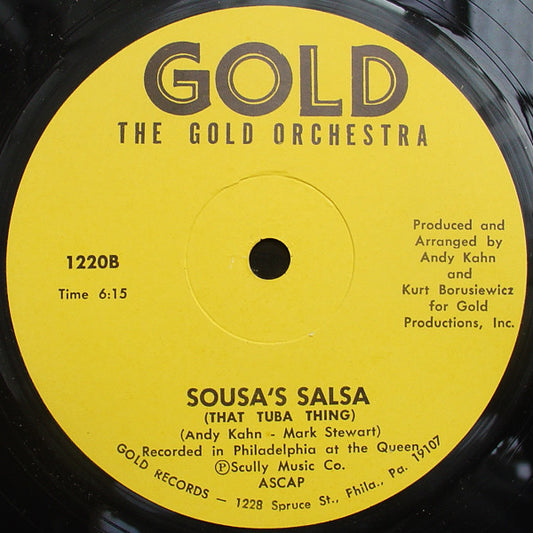 GOLD
THE GOLD ORCHESTRA
1220B
Time 6:15
Produced and
Arranged by
Andy Kahn
and
Kurt Borusiewicz
for Gold
Productions, Inc.
SOUSA'S SALSA
(THAT TUBA THING)
(Andy Kahn - Mark Stewart)
Recorded in Philadelphia at the Queen
ⓟScully Music Co.
ASCAP
GOLD RECORDS — 1228 Spruce St., Phila., Pa. 19107